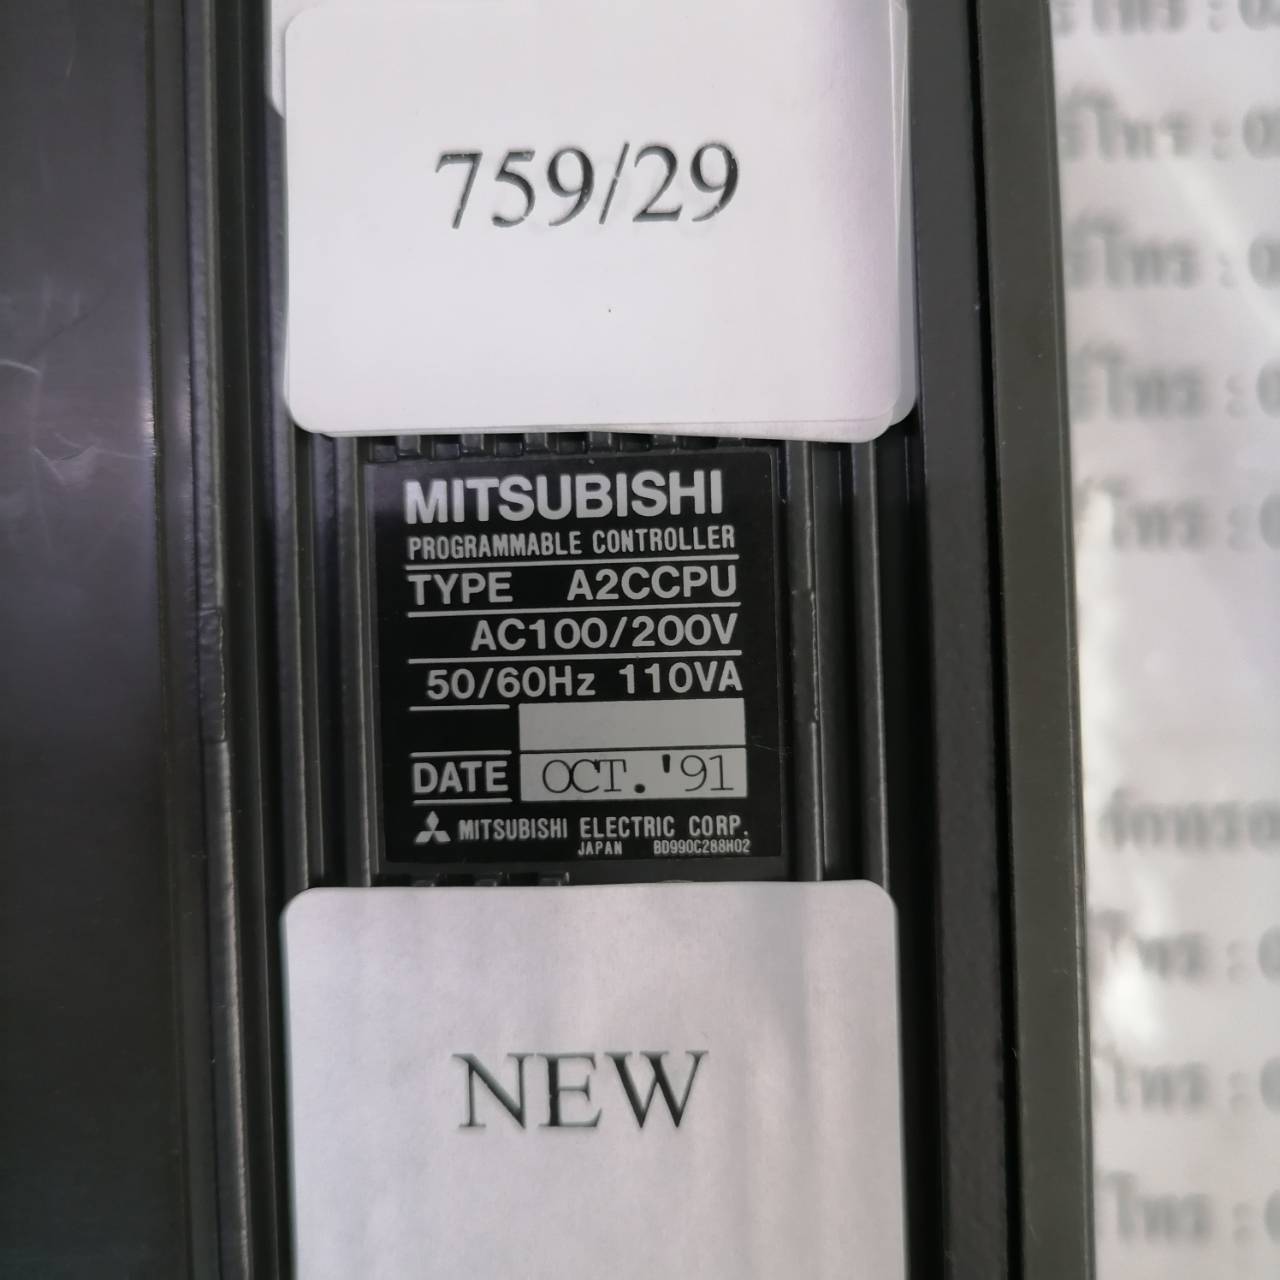 759/29
MITSUBISHI
PROGRAMMABLE CONTROLLER
TYPE A2CCPU
AC100/200V
50/60Hz 110VA
DATE OCT. '91
MITSUBISHI ELECTRIC CORP.
JAPAN BD990C288H02
NEW